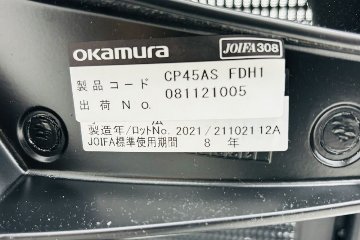 okamura
JOIFA308
製品コード CP45AS FDH1
出荷No. 081121005
法
製造年/ロットNo. 2021/21102112A
JOIFA標準使用期間 8 年